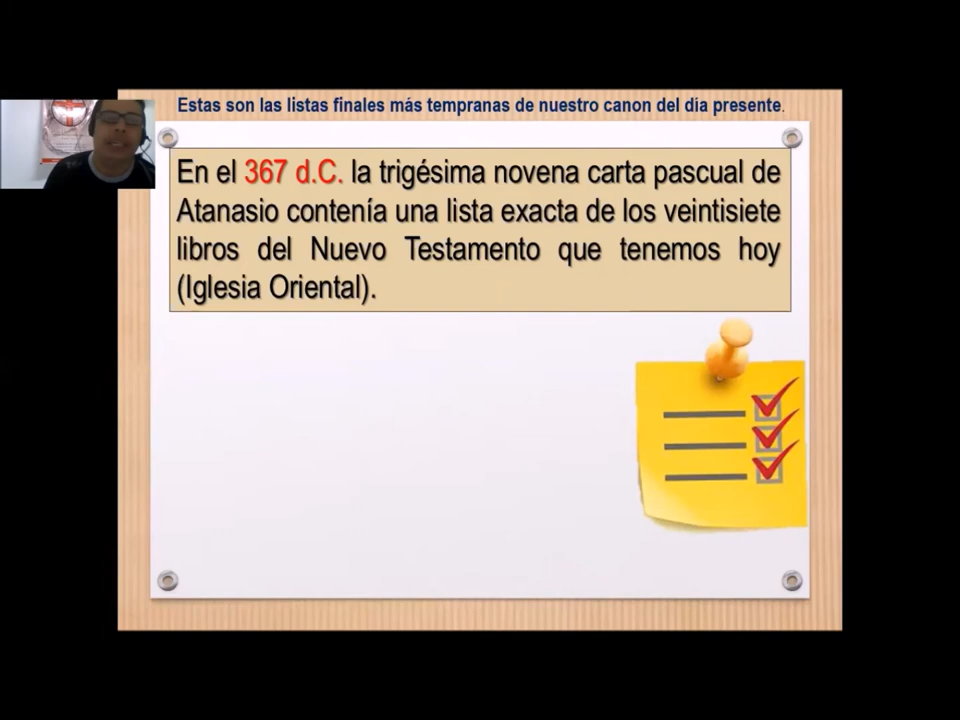 Estas son las listas finales más tempranas de nuestro canon del día presente.
En el 367 d.C. la trigésima novena carta pascual de
Atanasio contenía una lista exacta de los veintisiete
libros del Nuevo Testamento que tenemos hoy
(Iglesia Oriental).